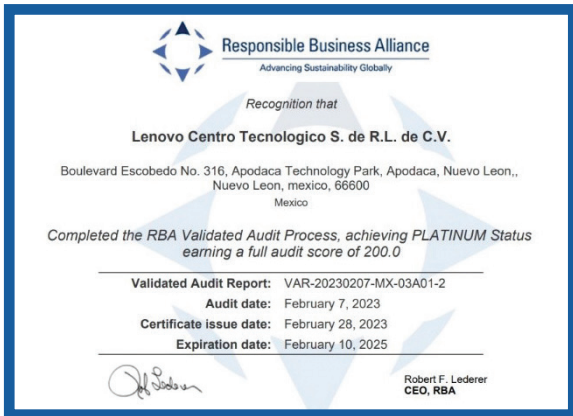 Responsible Business Alliance
Advancing Sustainability Globally
Recognition that
Lenovo Centro Tecnologico S. de R.L. de C.V.
Boulevard Escobedo No. 316, Apodaca Technology Park, Apodaca, Nuevo Leon,,
Nuevo Leon, mexico, 66600
Mexico
Completed the RBA Validated Audit Process, achieving PLATINUM Status
earning a full audit score of 200.0
Validated Audit Report: VAR-20230207-MX-03A01-2
Audit date: February 7, 2023
Certificate issue date: February 28, 2023
Expiration date: February 10, 2025
Robert F. Lederer
CEO, RBA